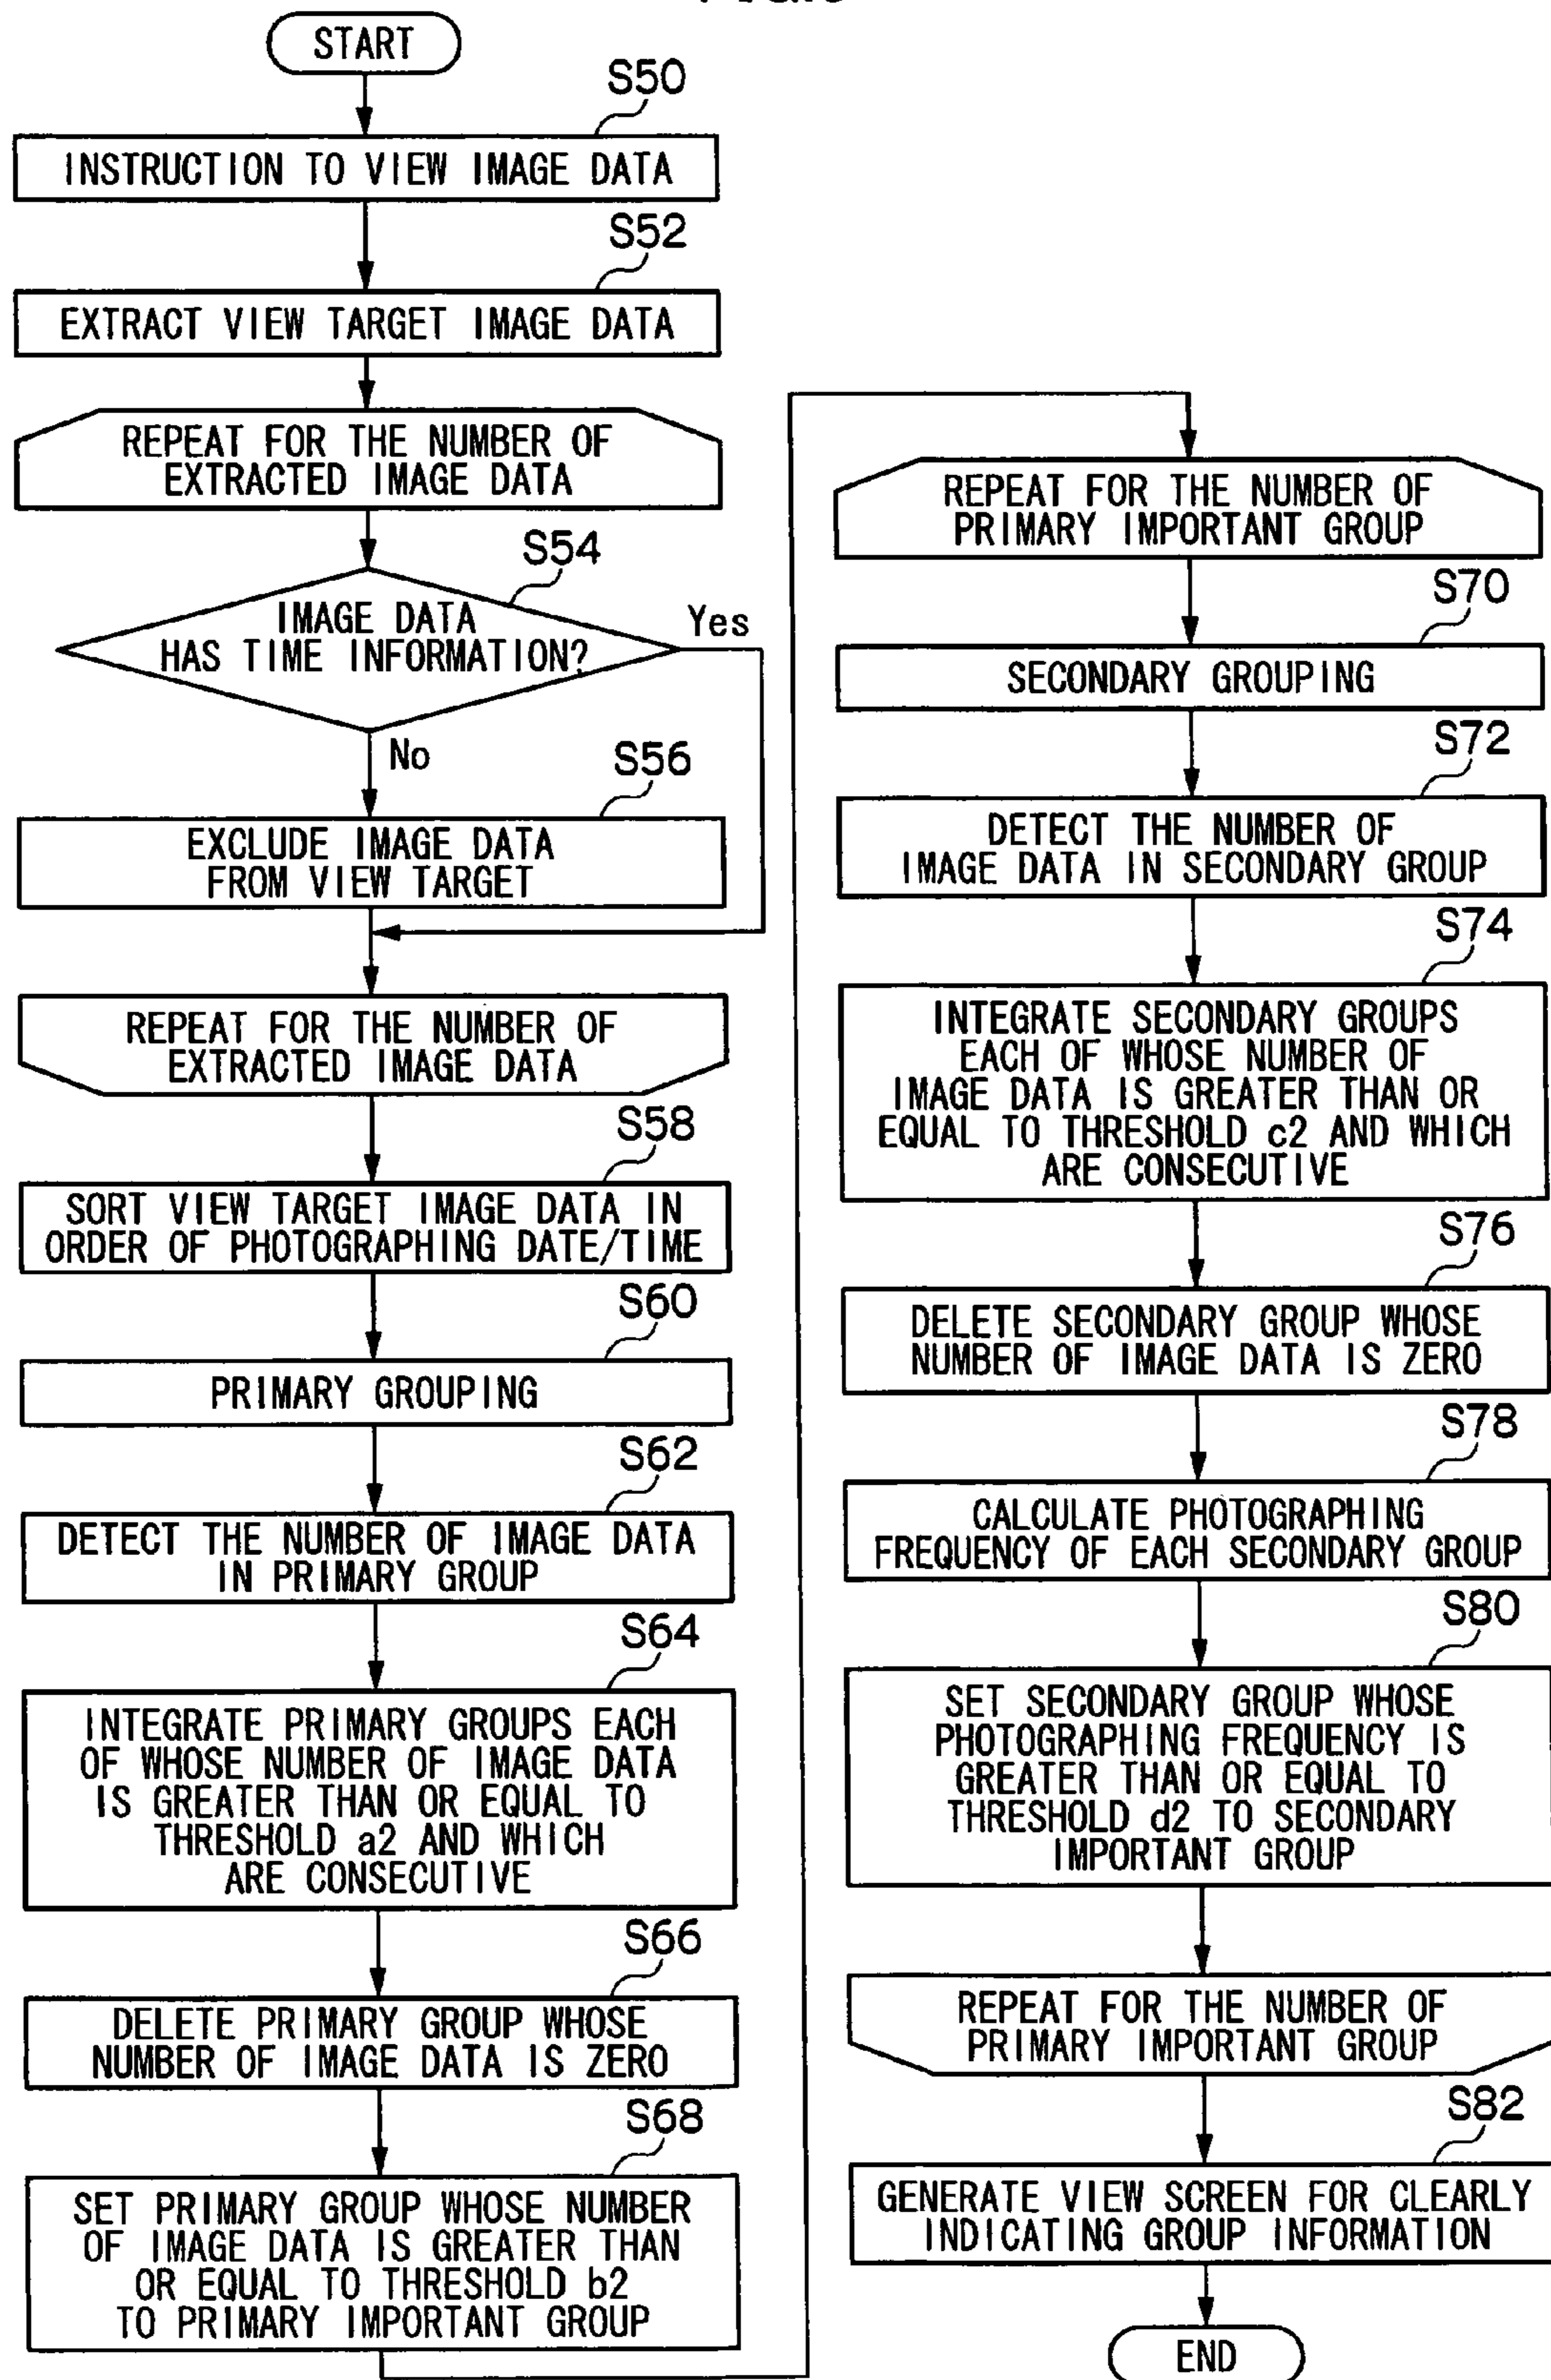 START
S50
INSTRUCTION TO VIEW IMAGE DATA
S52
EXTRACT VIEW TARGET IMAGE DATA
REPEAT FOR THE NUMBER OF
EXTRACTED IMAGE DATA
S54
IMAGE DATA
HAS TIME INFORMATION?
Yes
No
S56
EXCLUDE IMAGE DATA
FROM VIEW TARGET
REPEAT FOR THE NUMBER OF
EXTRACTED IMAGE DATA
S58
SORT VIEW TARGET IMAGE DATA IN
ORDER OF PHOTOGRAPHING DATE/TIME
S60
PRIMARY GROUPING
S62
DETECT THE NUMBER OF IMAGE DATA
IN PRIMARY GROUP
S64
INTEGRATE PRIMARY GROUPS EACH
OF WHOSE NUMBER OF IMAGE DATA
IS GREATER THAN OR EQUAL TO
THRESHOLD a2 AND WHICH
ARE CONSECUTIVE
S66
DELETE PRIMARY GROUP WHOSE
NUMBER OF IMAGE DATA IS ZERO
S68
SET PRIMARY GROUP WHOSE NUMBER
OF IMAGE DATA IS GREATER THAN
OR EQUAL TO THRESHOLD b2
TO PRIMARY IMPORTANT GROUP
REPEAT FOR THE NUMBER OF
PRIMARY IMPORTANT GROUP
S70
SECONDARY GROUPING
S72
DETECT THE NUMBER OF
IMAGE DATA IN SECONDARY GROUP
S74
INTEGRATE SECONDARY GROUPS
EACH OF WHOSE NUMBER OF
IMAGE DATA IS GREATER THAN OR
EQUAL TO THRESHOLD c2 AND WHICH
ARE CONSECUTIVE
S76
DELETE SECONDARY GROUP WHOSE
NUMBER OF IMAGE DATA IS ZERO
S78
CALCULATE PHOTOGRAPHING
FREQUENCY OF EACH SECONDARY GROUP
S80
SET SECONDARY GROUP WHOSE
PHOTOGRAPHING FREQUENCY IS
GREATER THAN OR EQUAL TO
THRESHOLD d2 TO SECONDARY
IMPORTANT GROUP
REPEAT FOR THE NUMBER OF
PRIMARY IMPORTANT GROUP
S82
GENERATE VIEW SCREEN FOR CLEARLY
INDICATING GROUP INFORMATION
END